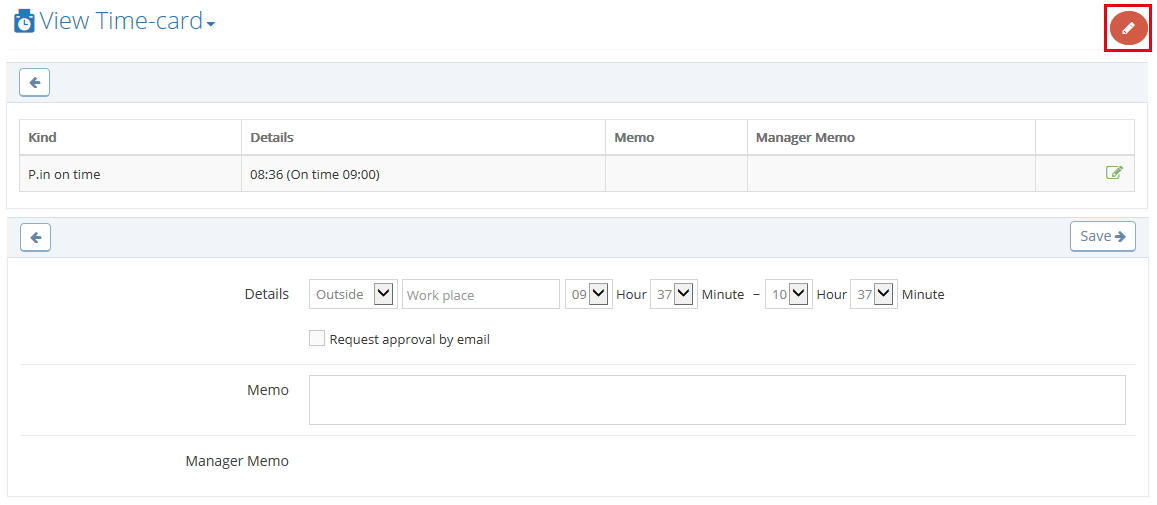 View Time-card
Kind Details Memo Manager Memo
P.in on time 08:36 (On time 09:00)
Save
Details Outside Work place 09 Hour 37 Minute – 10 Hour 37 Minute
Request approval by email
Memo
Manager Memo